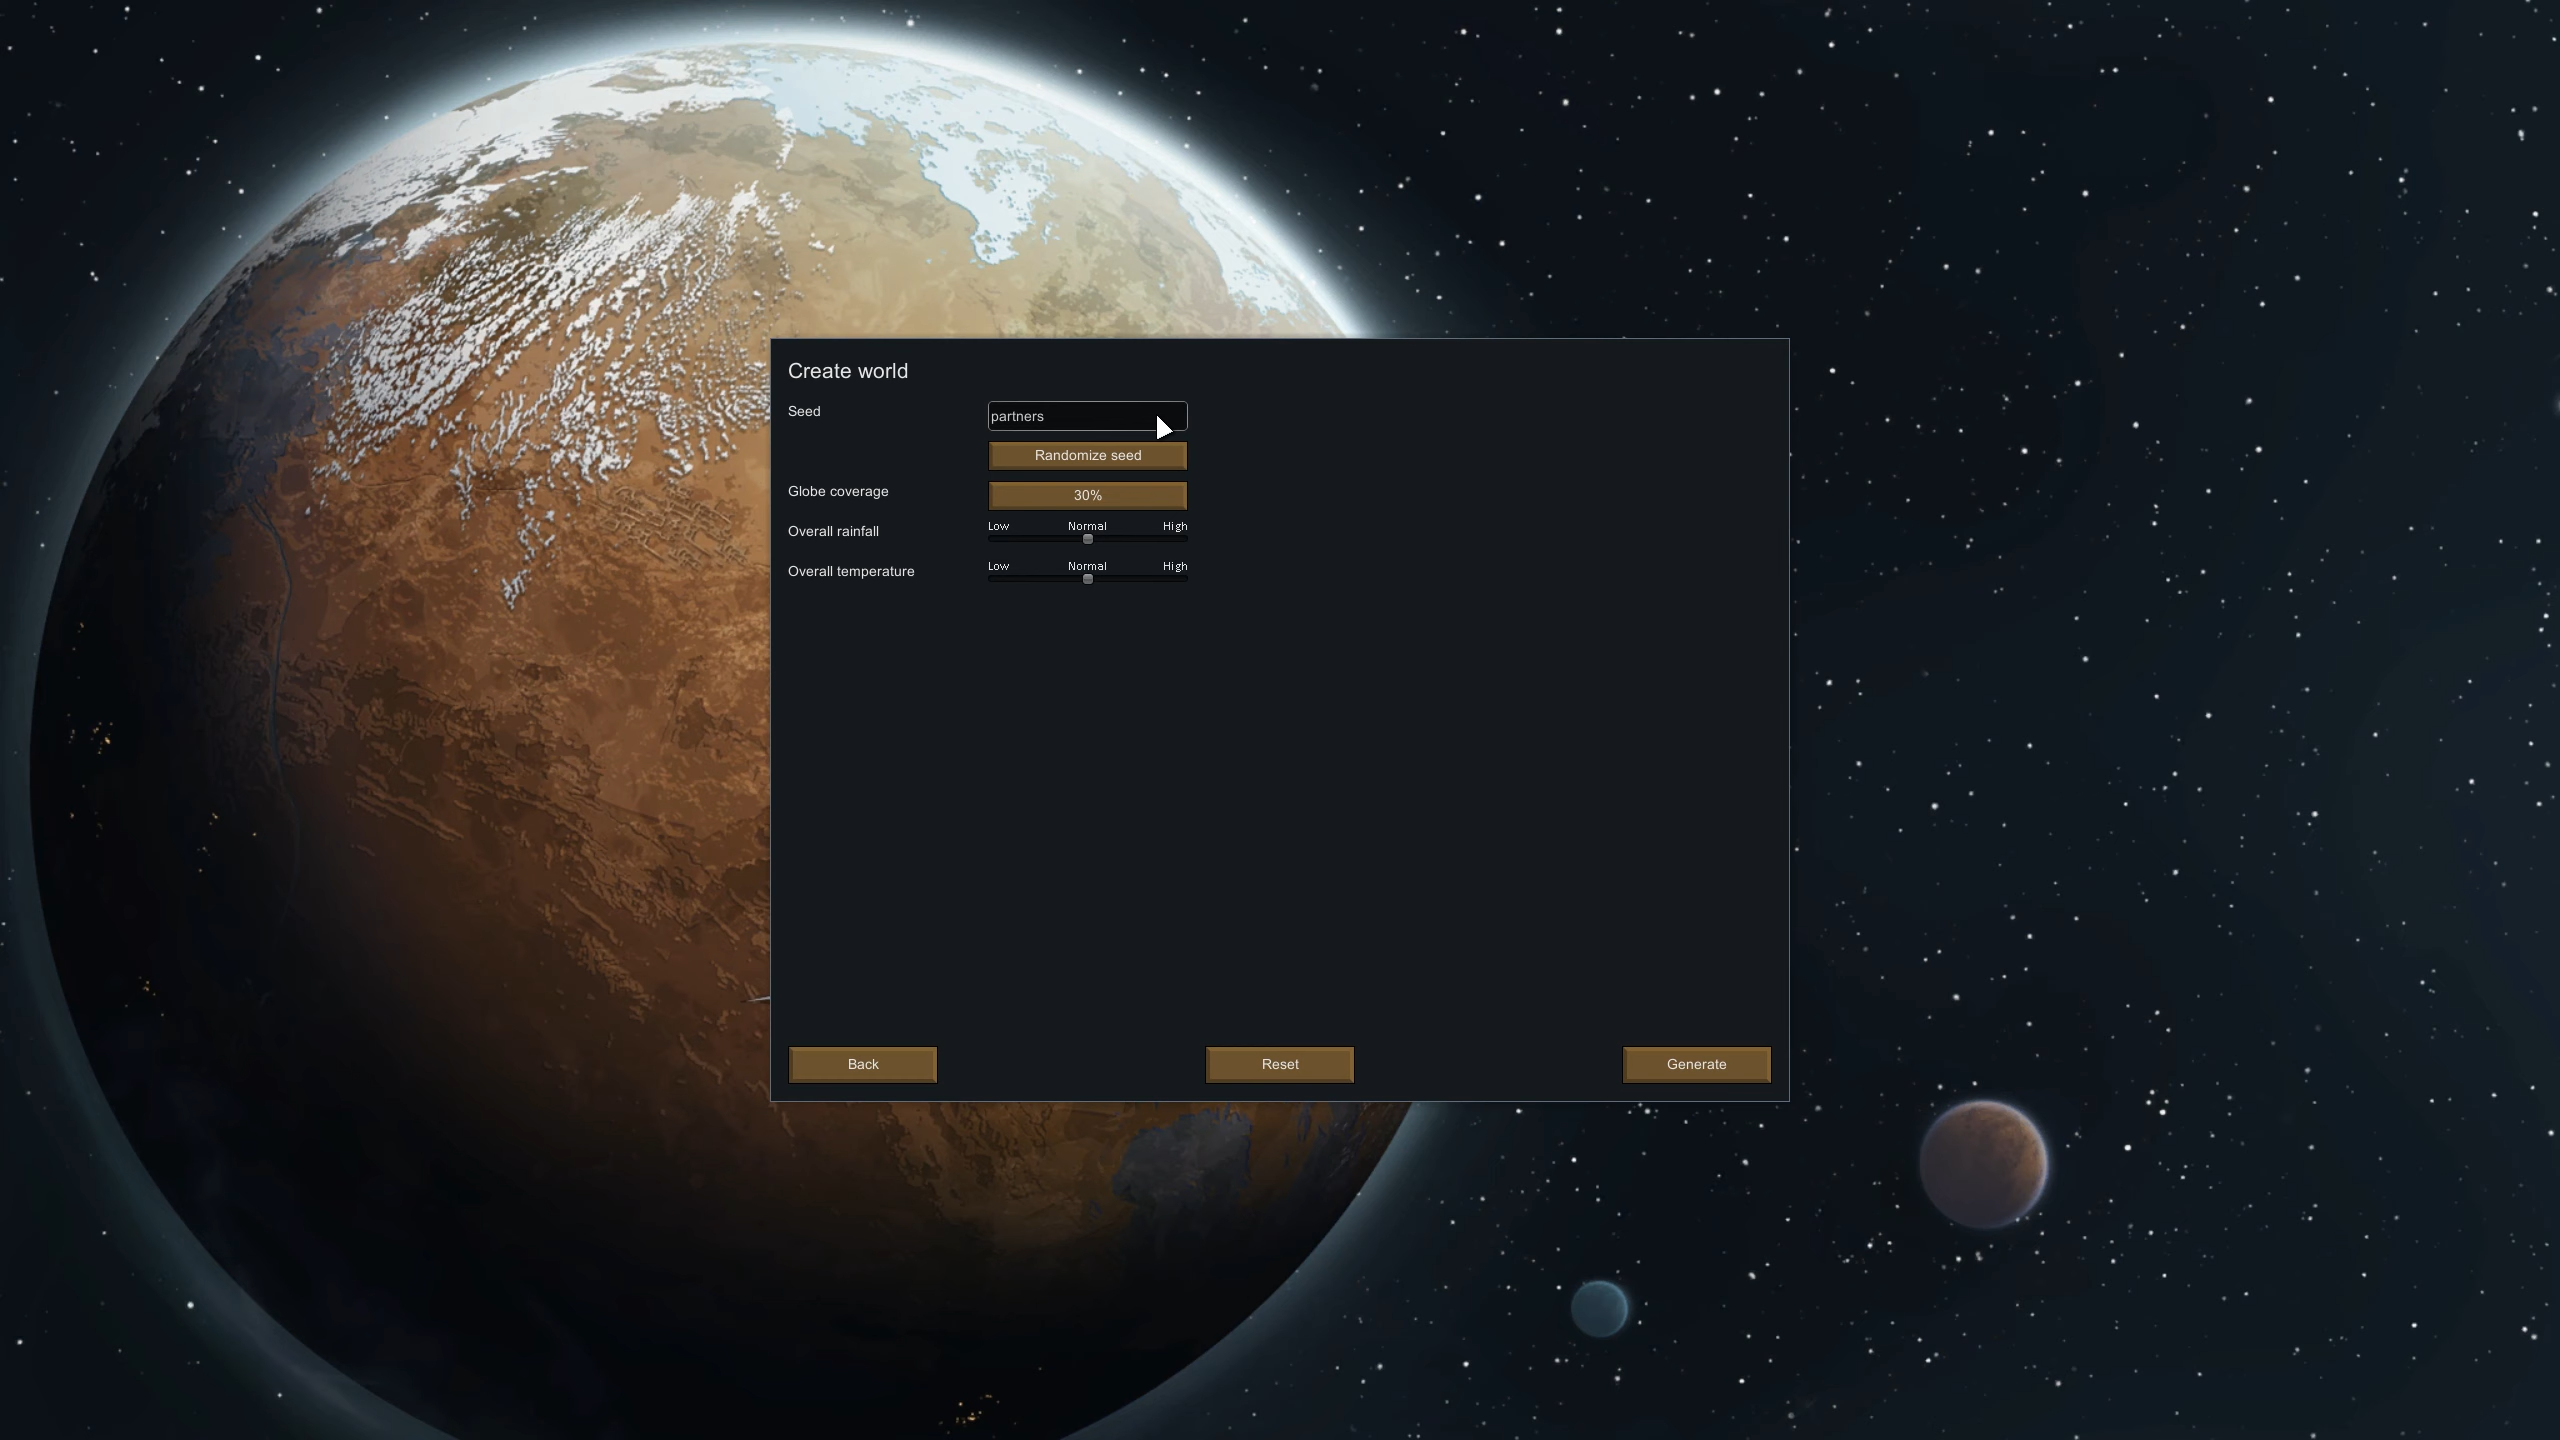 Create world
Seed
partners
Randomize seed
Globe coverage
30%
Overall rainfall
Low Normal High
Overall temperature
Low Normal High
Back
Reset
Generate